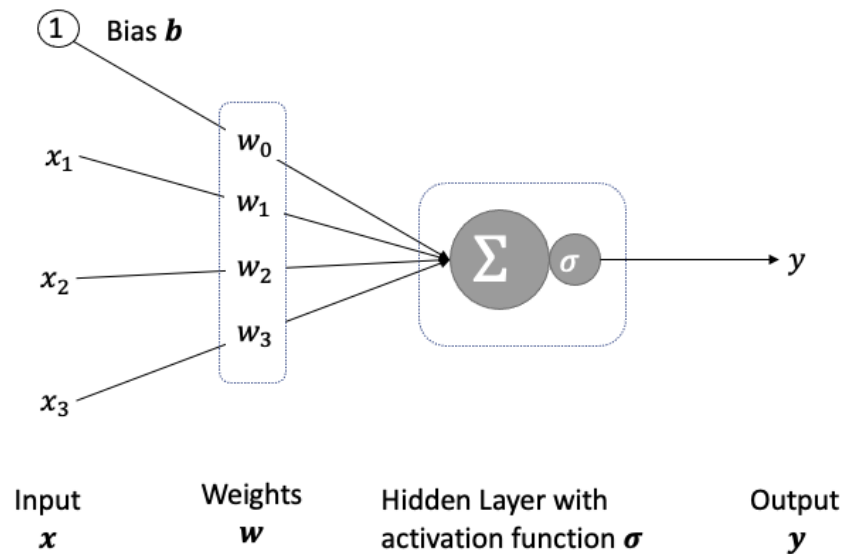 1 Bias b
w₀
x₁
w₁
Σ σ y
x₂ w₂
w₃
x₃
Input Weights Hidden Layer with Output
x w activation function σ y